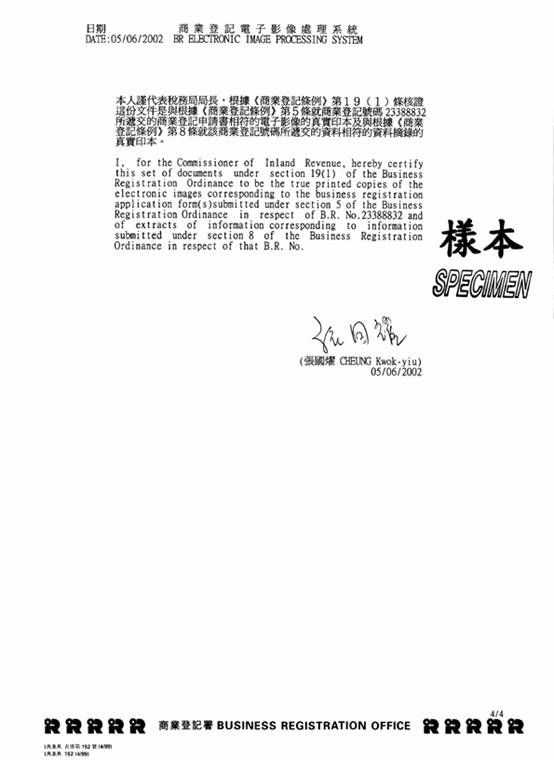 日期 商業登記電子影像處理系統
DATE:05/06/2002 BR ELECTRONIC IMAGE PROCESSING SYSTEM
本人謹代表稅務局局長，根據《商業登記條例》第19（1）條核證
這份文件是與根據《商業登記條例》第5條就商業登記號碼23388832
所遞交的商業登記申請書相符的電子影像的真實印本及與根據《商業
登記條例》第8條就該商業登記號碼所遞交的資料相符的資料摘錄的
真實印本。
I, for the Commissioner of Inland Revenue, hereby certify
this set of documents under section 19(1) of the Business
Registration Ordinance to be the true printed copies of the
electronic images corresponding to the business registration
application form(s)submitted under section 5 of the Business
Registration Ordinance in respect of B.R. No.23388832 and
of extracts of information corresponding to information
submitted under section 8 of the Business Registration
Ordinance in respect of that B.R. No.
樣本
SPECIMEN
張國燿
(張國燿 CHEUNG Kwok-yiu)
05/06/2002
4/4
商業登記署 BUSINESS REGISTRATION OFFICE
I.R.B.R. 表格第 152 號 (4/99)
I.R.B.R. 152 (4/99)